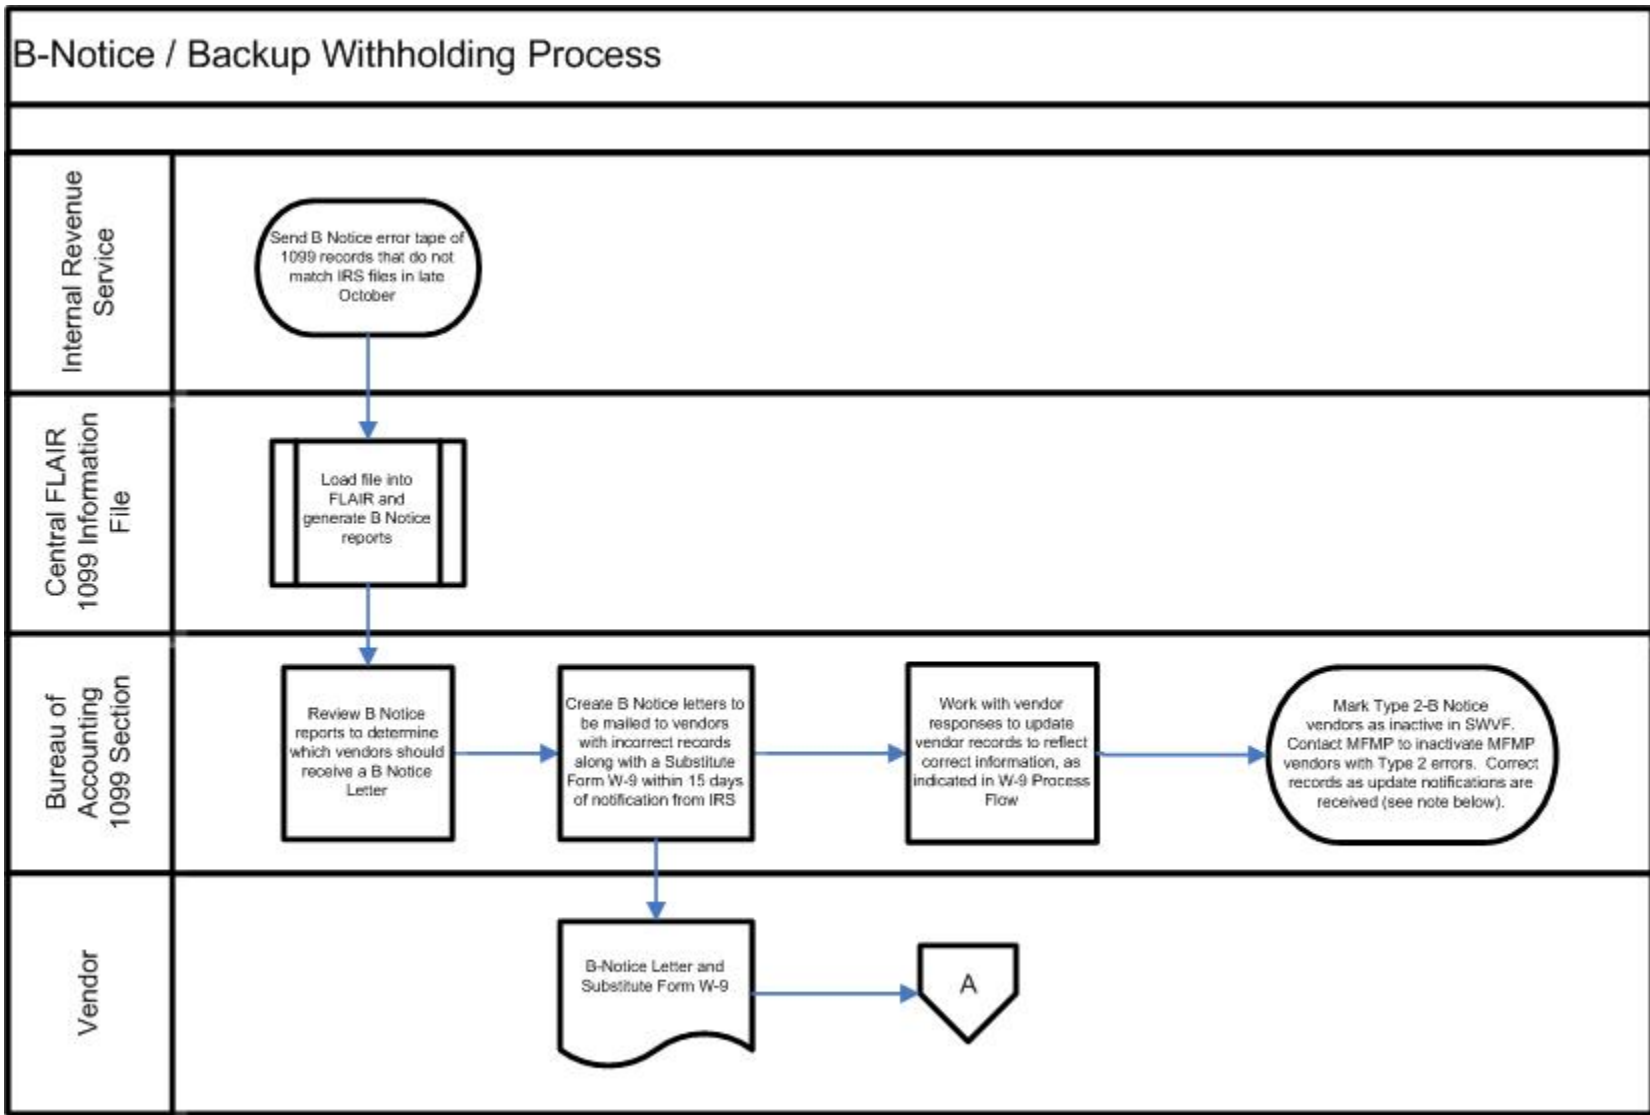 B-Notice / Backup Withholding Process
Internal Revenue
Service
Send B Notice error tape of
1099 records that do not
match IRS files in late
October
Central FLAIR
1099 Information
File
Load file into
FLAIR and
generate B Notice
reports
Bureau of
Accounting
1099 Section
Review B Notice
reports to determine
which vendors should
receive a B Notice
Letter
Create B Notice letters to
be mailed to vendors
with incorrect records
along with a Substitute
Form W-9 within 15 days
of notification from IRS
Work with vendor
responses to update
vendor records to reflect
correct information, as
indicated in W-9 Process
Flow
Mark Type 2-B Notice
vendors as inactive in SWVF.
Contact MFMP to inactivate MFMP
vendors with Type 2 errors. Correct
records as update notifications are
received (see note below).
Vendor
B-Notice Letter and
Substitute Form W-9
A